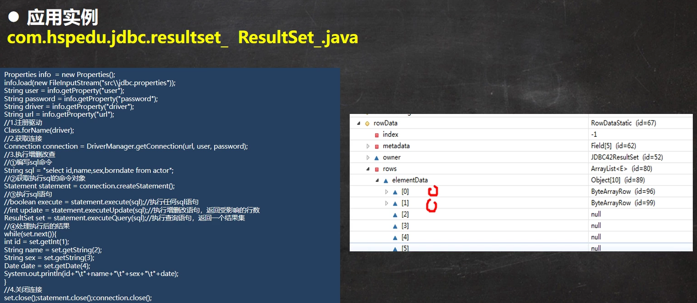 ● 应用实例
com.hspedu.jdbc.resultset_ ResultSet_.java
Properties info = new Properties();
info.load(new FileInputStream("src\\jdbc.properties"));
String user = info.getProperty("user");
String password = info.getProperty("password");
String driver = info.getProperty("driver");
String url = info.getProperty("url");
//1.注册驱动
Class.forName(driver);
//2.获取连接
Connection connection = DriverManager.getConnection(url, user, password);
//3.执行增删改查
//①编写sql命令
String sql = "select id,name,sex,borndate from actor";
//②获取执行sql的命令对象
Statement statement = connection.createStatement();
//③执行sql语句
//boolean execute = statement.execute(sql);//执行任何sql语句
//int update = statement.executeUpdate(sql);//执行增删改语句，返回受影响的行数
ResultSet set = statement.executeQuery(sql);//执行查询语句，返回一个结果集
//④处理执行后的结果
while(set.next()){
int id = set.getInt(1);
String name = set.getString(2);
String sex = set.getString(3);
Date date = set.getDate(4);
System.out.println(id+"\t"+name+"\t"+sex+"\t"+date);
}
//4.关闭连接
set.close();statement.close();connection.close();
rowData RowDataStatic (id=67)
index -1
metadata Field[5] (id=62)
owner JDBC42ResultSet (id=52)
rows ArrayList<E> (id=80)
elementData Object[10] (id=89)
[0] ByteArrayRow (id=96)
[1] ByteArrayRow (id=99)
[2] null
[3] null
[4] null
[5] null